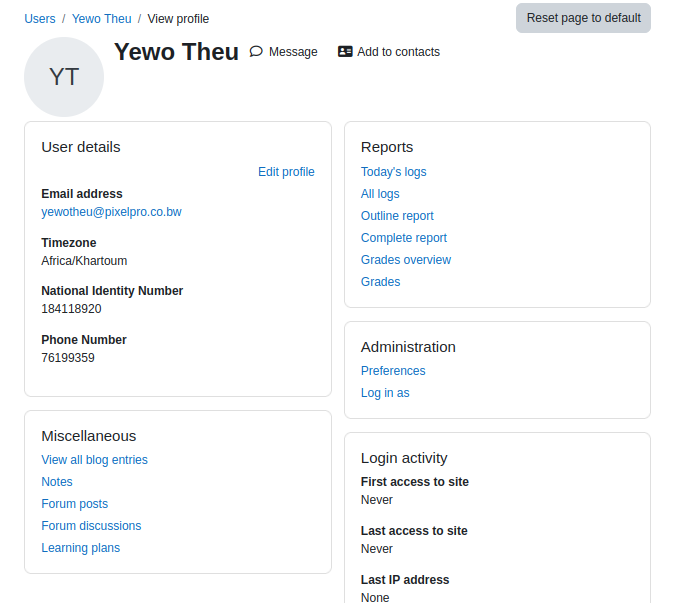 Users / Yewo Theu / View profile
Reset page to default
YT
Yewo Theu
Message
Add to contacts
User details
Edit profile
Email address
yewotheu@pixelpro.co.bw
Timezone
Africa/Khartoum
National Identity Number
184118920
Phone Number
76199359
Miscellaneous
View all blog entries
Notes
Forum posts
Forum discussions
Learning plans
Reports
Today's logs
All logs
Outline report
Complete report
Grades overview
Grades
Administration
Preferences
Log in as
Login activity
First access to site
Never
Last access to site
Never
Last IP address
None